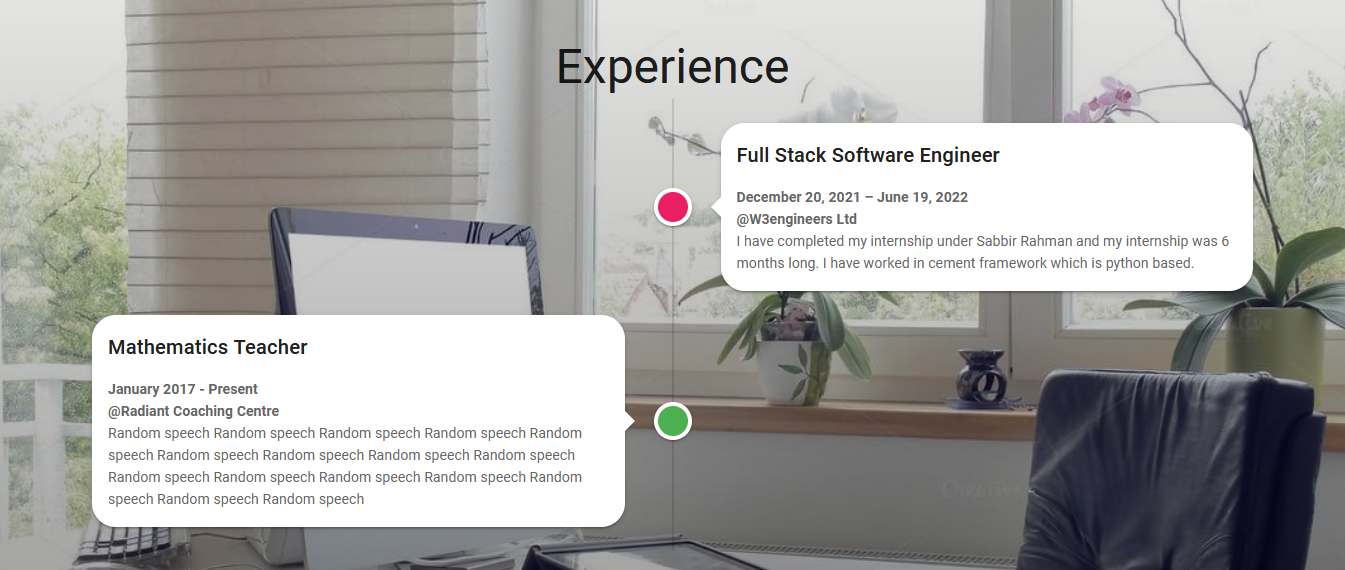 Experience
Full Stack Software Engineer
December 20, 2021 – June 19, 2022
@W3engineers Ltd
I have completed my internship under Sabbir Rahman and my internship was 6
months long. I have worked in cement framework which is python based.
Mathematics Teacher
January 2017 - Present
@Radiant Coaching Centre
Random speech Random speech Random speech Random speech Random
speech Random speech Random speech Random speech Random speech
Random speech Random speech Random speech Random speech Random
speech Random speech Random speech